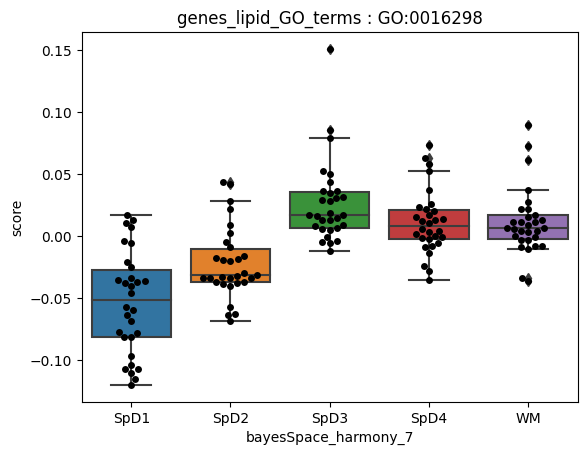 genes_lipid_GO_terms : GO:0016298
0.15
0.10
0.05
0.00
−0.05
−0.10
score
SpD1 SpD2 SpD3 SpD4 WM
bayesSpace_harmony_7